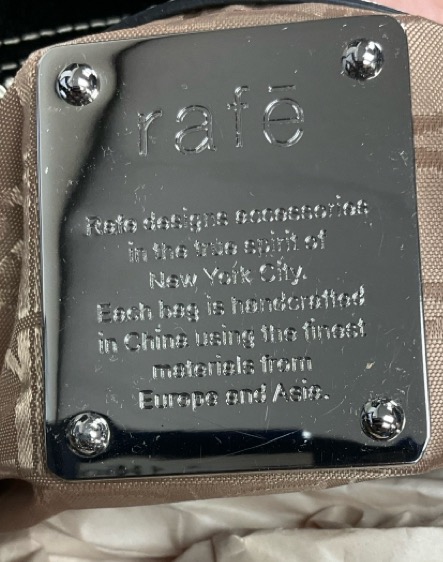 rafē
Rafe designs accessories
in the true spirit of
New York City.
Each bag is handcrafted
in China using the finest
materials from
Europe and Asia.